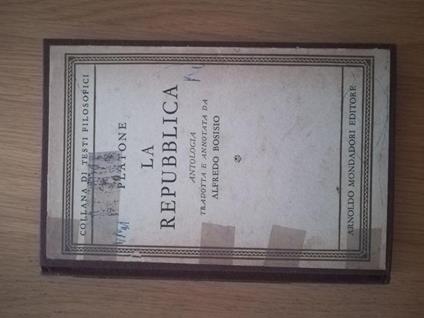 COLLANA DI TESTI FILOSOFICI
PLATONE
LA
REPUBBLICA
ANTOLOGIA
TRADOTTA E ANNOTATA DA
ALFREDO BOSISIO
ARNOLDO MONDADORI EDITORE